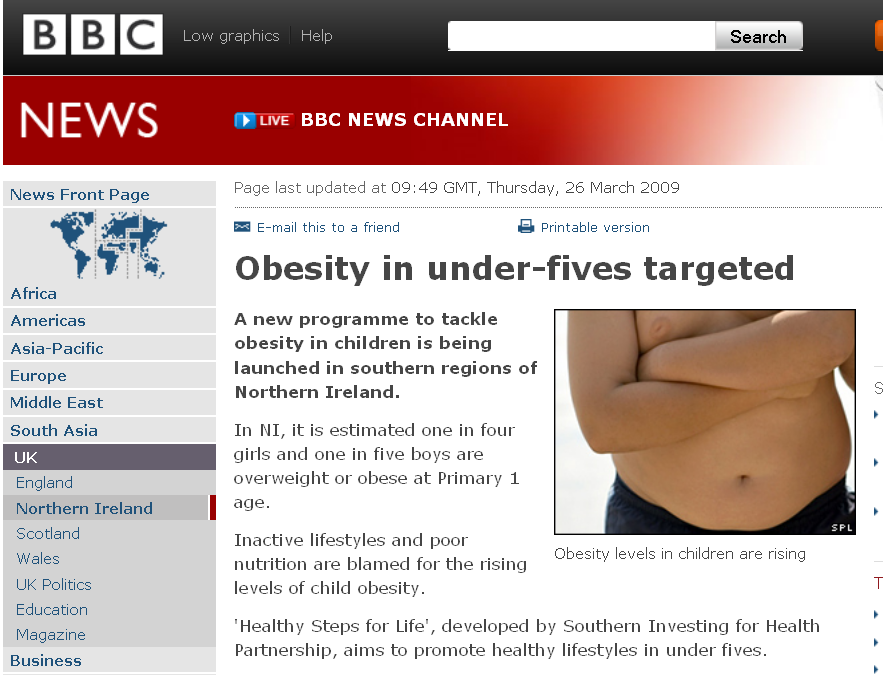 BBC Low graphics Help Search
NEWS LIVE BBC NEWS CHANNEL
News Front Page
Africa
Americas
Asia-Pacific
Europe
Middle East
South Asia
UK
England
Northern Ireland
Scotland
Wales
UK Politics
Education
Magazine
Business
Page last updated at 09:49 GMT, Thursday, 26 March 2009
E-mail this to a friend Printable version
Obesity in under-fives targeted
A new programme to tackle
obesity in children is being
launched in southern regions of
Northern Ireland.
In NI, it is estimated one in four
girls and one in five boys are
overweight or obese at Primary 1
age.
Inactive lifestyles and poor
nutrition are blamed for the rising
levels of child obesity.
'Healthy Steps for Life', developed by Southern Investing for Health
Partnership, aims to promote healthy lifestyles in under fives.
SPL
Obesity levels in children are rising
S
T